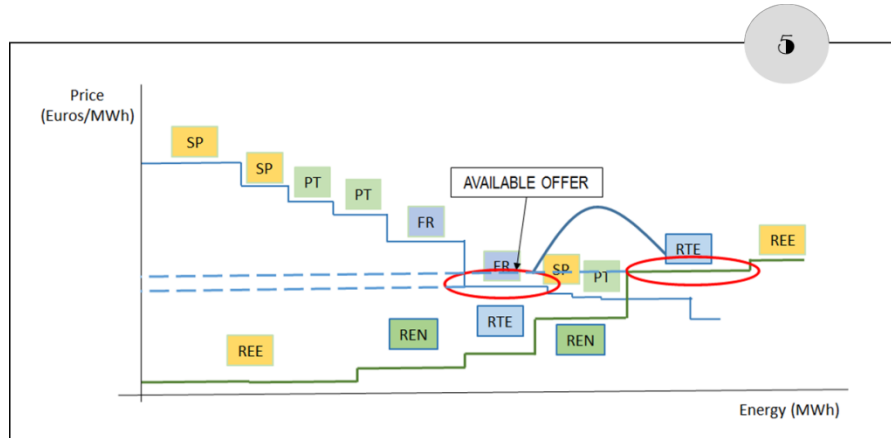 5
Price
(Euros/MWh)
SP
SP
PT
PT
FR
AVAILABLE OFFER
FR
SP
PT
RTE
REE
REE
REN
RTE
REN
Energy (MWh)